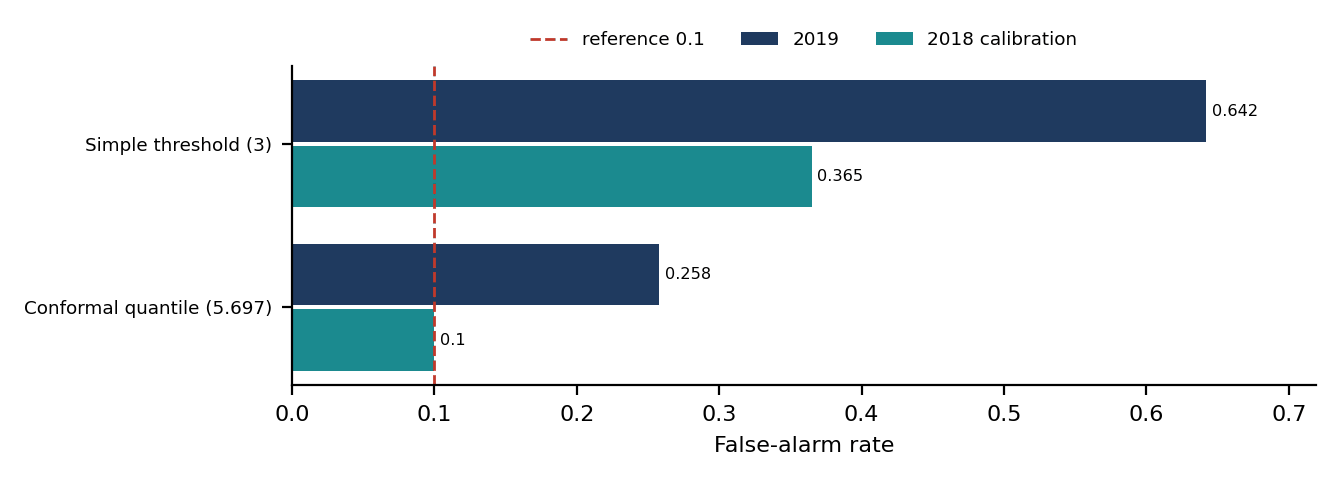 reference 0.1 2019 2018 calibration
Simple threshold (3)
0.642
0.365
Conformal quantile (5.697)
0.258
0.1
0.0 0.1 0.2 0.3 0.4 0.5 0.6 0.7
False-alarm rate